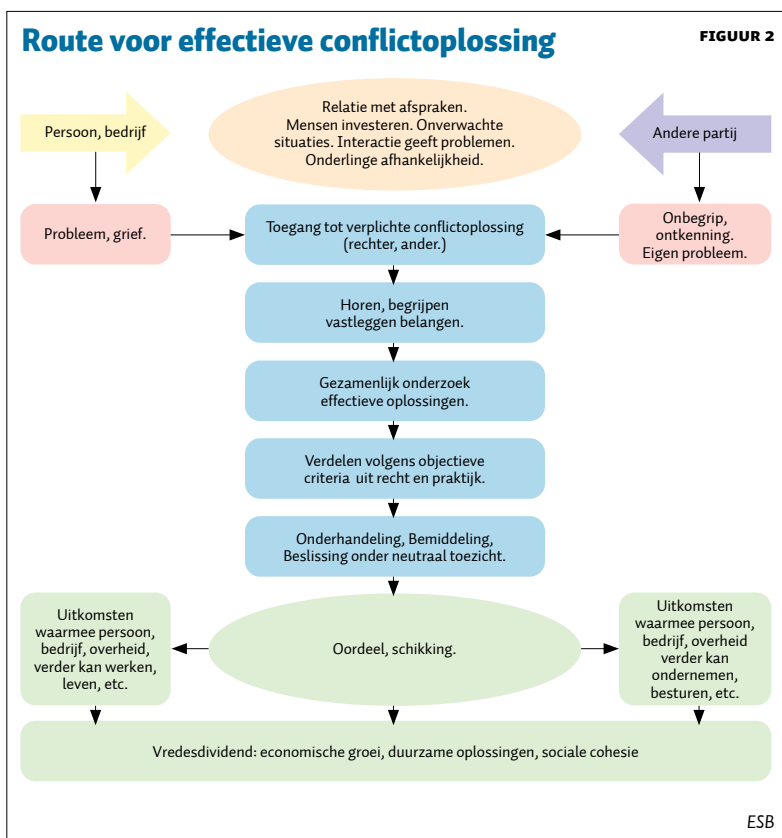 Route voor effectieve conflictoplossing
FIGUUR 2
Persoon, bedrijf
Relatie met afspraken.
Mensen investeren. Onverwachte
situaties. Interactie geeft problemen.
Onderlinge afhankelijkheid.
Andere partij
Probleem, grief.
Toegang tot verplichte conflictoplossing
(rechter, ander.)
Onbegrip,
ontkenning.
Eigen probleem.
Horen, begrijpen
vastleggen belangen.
Gezamenlijk onderzoek
effectieve oplossingen.
Verdelen volgens objectieve
criteria uit recht en praktijk.
Onderhandeling, Bemiddeling,
Beslissing onder neutraal toezicht.
Uitkomsten
waarmee persoon,
bedrijf, overheid,
verder kan werken,
leven, etc.
Oordeel, schikking.
Uitkomsten
waarmee persoon,
bedrijf, overheid
verder kan
ondernemen,
besturen, etc.
Vredesdividend: economische groei, duurzame oplossingen, sociale cohesie
ESB